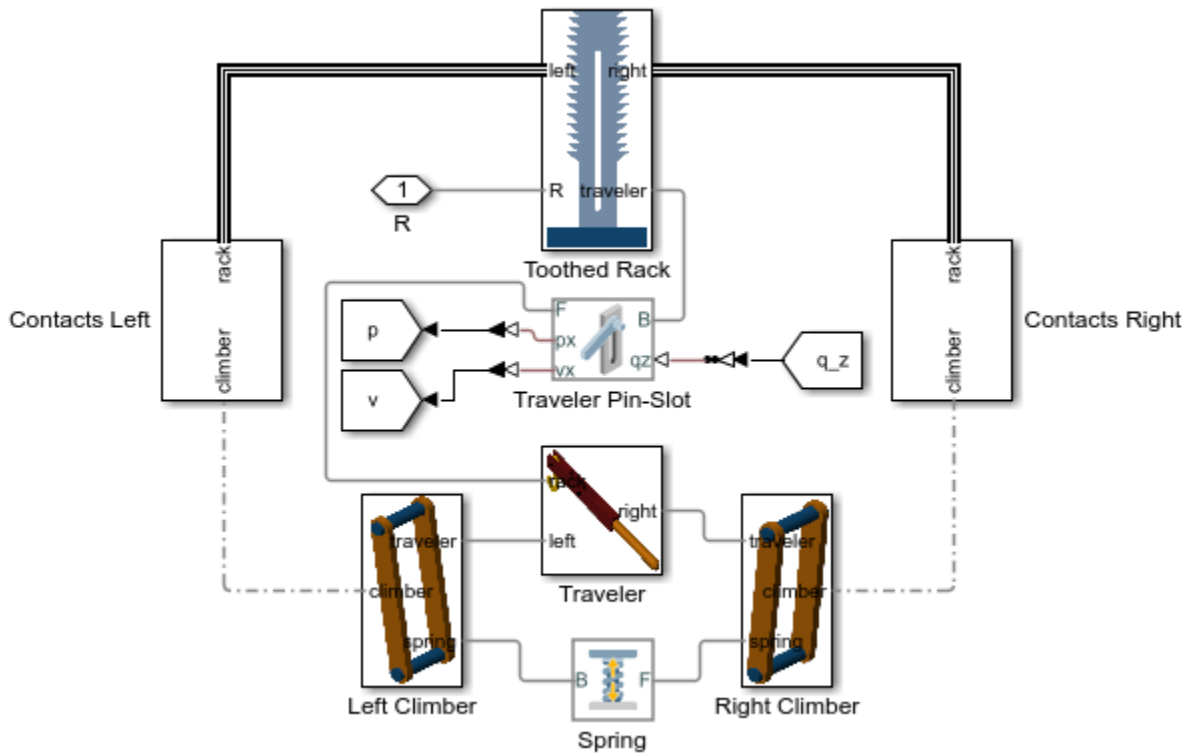 left
right
1
R
traveler
R
Toothed Rack
rack
rack
climber
climber
Contacts Left
Contacts Right
F
B
p
px
qz
q_z
v
vx
Traveler Pin-Slot
rack
right
traveler
left
traveler
climber
Traveler
climber
spring
spring
B
F
Left Climber
Right Climber
Spring